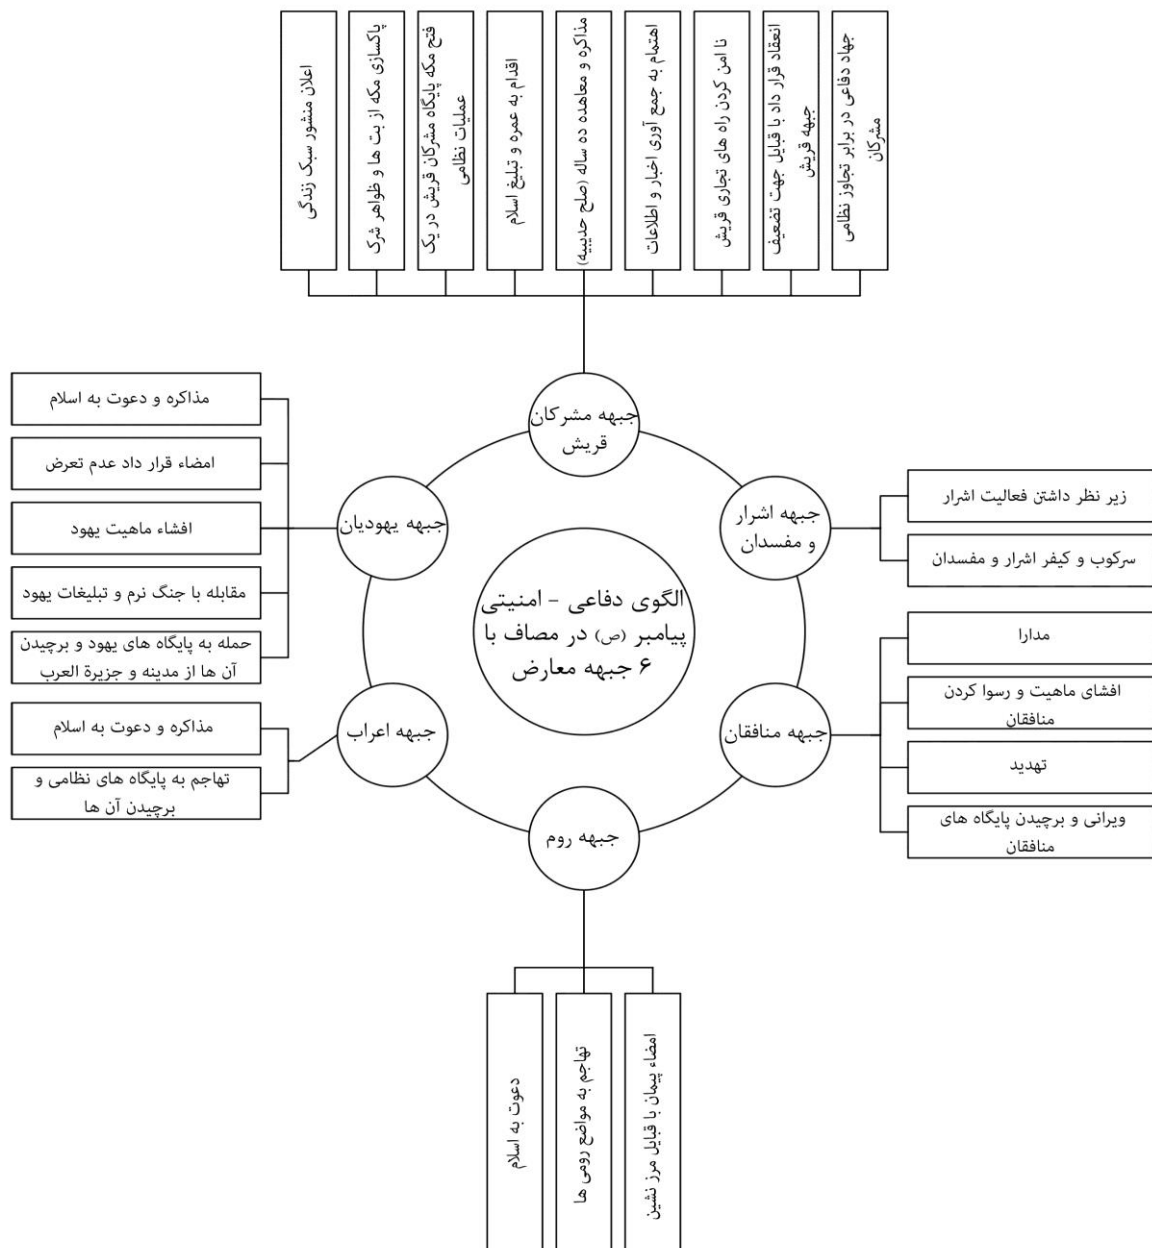 جهاد دفاعی در برابر تجاوز نظامی
مشرکان
انعقاد قرار داد با قبایل جهت تضعیف
جبهه قریش
نا امن کردن راه های تجاری قریش
اهتمام به جمع آوری اخبار و اطلاعات
مذاکره و معاهده ده ساله (صلح حدیبیه)
اقدام به عمره و تبلیغ اسلام
فتح مکه پایگاه مشرکان قریش در یک
عملیات نظامی
پاکسازی مکه از بت ها و ظواهر شرک
اعلان منشور سبک زندگی
جبهه مشرکان
قریش
جبهه اشرار
و مفسدان
زیر نظر داشتن فعالیت اشرار
سرکوب و کیفر اشرار و مفسدان
جبهه منافقان
مدارا
افشای ماهیت و رسوا کردن
منافقان
تهدید
ویرانی و برچیدن پایگاه های
منافقان
الگوی دفاعی - امنیتی
پیامبر (ص) در مصاف با
۶ جبهه معارض
جبهه یهودیان
مذاکره و دعوت به اسلام
امضاء قرار داد عدم تعرض
افشاء ماهیت یهود
مقابله با جنگ نرم و تبلیغات یهود
حمله به پایگاه های یهود و برچیدن
آن ها از مدینه و جزیرة العرب
جبهه اعراب
مذاکره و دعوت به اسلام
تهاجم به پایگاه های نظامی و
برچیدن آن ها
جبهه روم
امضاء پیمان با قبایل مرز نشین
تهاجم به مواضع رومی ها
دعوت به اسلام